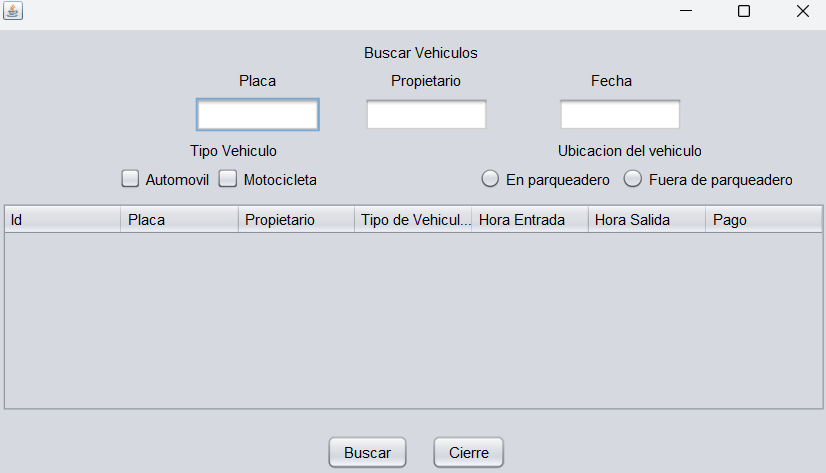 Buscar Vehiculos
Placa Propietario Fecha
Tipo Vehiculo Ubicacion del vehiculo
Automovil Motocicleta En parqueadero Fuera de parqueadero
Id Placa Propietario Tipo de Vehicul... Hora Entrada Hora Salida Pago
Buscar Cierre